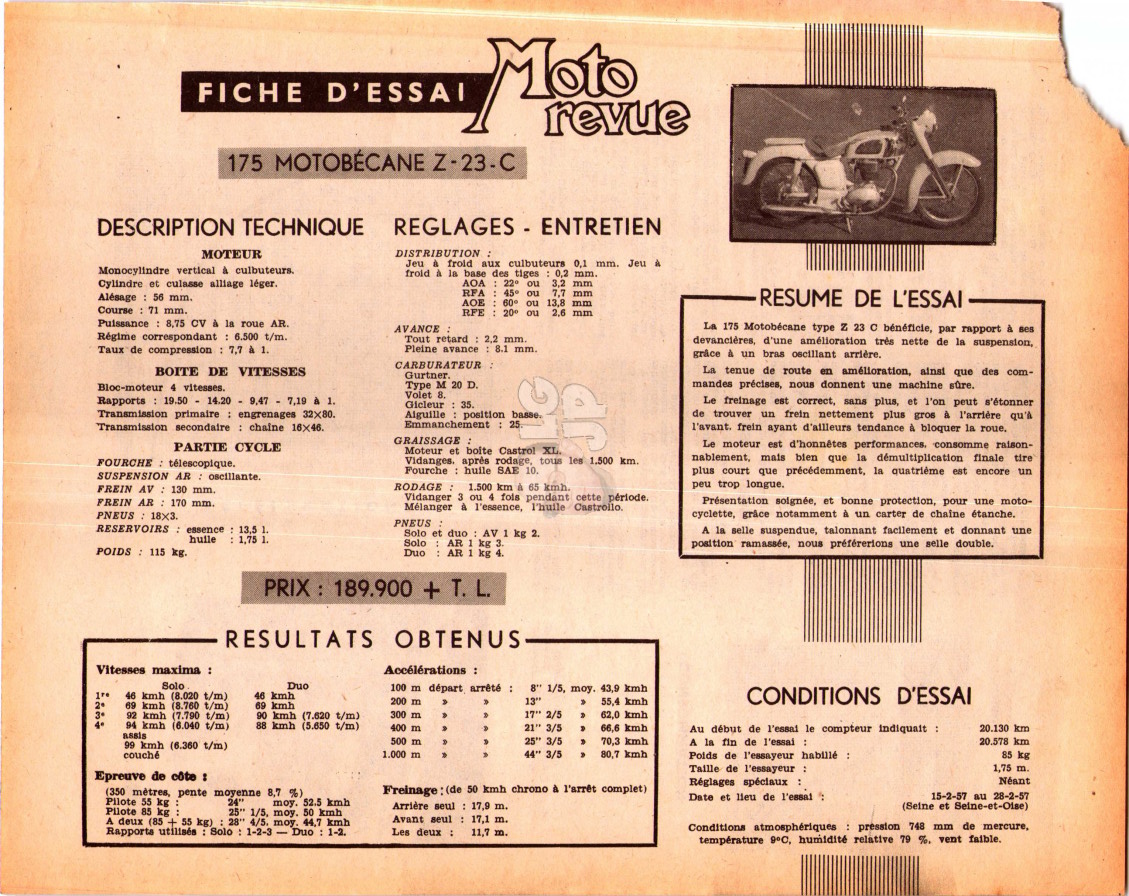 FICHE D'ESSAI Moto revue
175 MOTOBÉCANE Z-23-C
DESCRIPTION TECHNIQUE
MOTEUR
Monocylindre vertical à culbuteurs.
Cylindre et culasse alliage léger.
Alésage : 56 mm.
Course : 71 mm.
Puissance : 8,75 CV à la roue AR.
Régime correspondant : 6.500 t/m.
Taux de compression : 7,7 à 1.
BOITE DE VITESSES
Bloc-moteur 4 vitesses.
Rapports : 19.50 - 14.20 - 9,47 - 7,19 à 1.
Transmission primaire : engrenages 32×80.
Transmission secondaire : chaîne 16×46.
PARTIE CYCLE
FOURCHE : télescopique.
SUSPENSION AR : oscillante.
FREIN AV : 130 mm.
FREIN AR : 170 mm.
PNEUS : 18×3.
RESERVOIRS : essence : 13,5 l.
huile : 1,75 l.
POIDS : 115 kg.
REGLAGES - ENTRETIEN
DISTRIBUTION :
Jeu à froid aux culbuteurs 0,1 mm. Jeu à
froid à la base des tiges : 0,2 mm.
AOA : 22° ou 3,2 mm
RFA : 45° ou 7,7 mm
AOE : 60° ou 13,8 mm
RFE : 20° ou 2,6 mm
AVANCE :
Tout retard : 2,2 mm.
Pleine avance : 8.1 mm.
CARBURATEUR :
Gurtner.
Type M 20 D.
Volet 8.
Gicleur : 35.
Aiguille : position basse.
Emmanchement : 25.
GRAISSAGE :
Moteur et boîte Castrol XL.
Vidanges, après rodage, tous les 1.500 km.
Fourche : huile SAE 10.
RODAGE : 1.500 km à 65 kmh.
Vidanger 3 ou 4 fois pendant cette période.
Mélanger à l'essence, l'huile Castrollo.
PNEUS :
Solo et duo : AV 1 kg 2.
Solo : AR 1 kg 3.
Duo : AR 1 kg 4.
PRIX : 189.900 + T. L.
RESUME DE L'ESSAI
La 175 Motobécane type Z 23 C bénéficie, par rapport à ses
devancières, d'une amélioration très nette de la suspension,
grâce à un bras oscillant arrière.
La tenue de route en amélioration, ainsi que des com-
mandes précises, nous donnent une machine sûre.
Le freinage est correct, sans plus, et l'on peut s'étonner
de trouver un frein nettement plus gros à l'arrière qu'à
l'avant. frein ayant d'ailleurs tendance à bloquer la roue.
Le moteur est d'honnêtes performances, consomme raison-
nablement, mais bien que la démultiplication finale tire
plus court que précédemment, la quatrième est encore un
peu trop longue.
Présentation soignée, et bonne protection, pour une moto-
cyclette, grâce notamment à un carter de chaîne étanche.
A la selle suspendue, talonnant facilement et donnant une
position ramassée, nous préférerions une selle double.
RESULTATS OBTENUS
Vitesses maxima :
Solo Duo
1re 46 kmh (8.020 t/m) 46 kmh
2e 69 kmh (8.760 t/m) 69 kmh
3e 92 kmh (7.790 t/m) 90 kmh (7.620 t/m)
4e 94 kmh (6.040 t/m) 88 kmh (5.650 t/m)
assis
99 kmh (6.360 t/m)
couché
Epreuve de côte :
(350 mètres, pente moyenne 8,7 %)
Pilote 55 kg : 24" moy. 52.5 kmh
Pilote 85 kg : 25" 1/5, moy. 50 kmh
A deux (85 + 55 kg) : 28" 4/5. moy. 44,7 kmh
Rapports utilisés : Solo : 1-2-3 — Duo : 1-2.
Accélérations :
100 m départ arrêté : 8" 1/5, moy. 43,9 kmh
200 m » » 13" » 55,4 kmh
300 m » » 17" 2/5 » 62,0 kmh
400 m » » 21" 3/5 » 66,6 kmh
500 m » » 25" 3/5 » 70,3 kmh
1.000 m » » 44" 3/5 » 80,7 kmh
Freinage : (de 50 kmh chrono à l'arrêt complet)
Arrière seul : 17,9 m.
Avant seul : 17,1 m.
Les deux : 11,7 m.
CONDITIONS D'ESSAI
Au début de l'essai le compteur indiquait : 20.130 km
A la fin de l'essai : 20.578 km
Poids de l'essayeur habillé : 85 kg
Taille de l'essayeur : 1,75 m.
Réglages spéciaux : Néant
Date et lieu de l'essai : 15-2-57 au 28-2-57
(Seine et Seine-et-Oise)
Conditions atmosphériques : pression 748 mm de mercure,
température 9°C, humidité relative 79 %, vent faible.